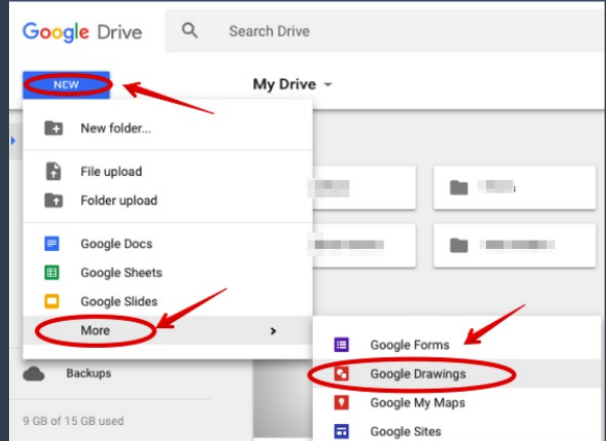 Google Drive
Search Drive
NEW
My Drive
New folder...
File upload
Folder upload
Google Docs
Google Sheets
Google Slides
More
Google Forms
Google Drawings
Google My Maps
Google Sites
Backups
9 GB of 15 GB used